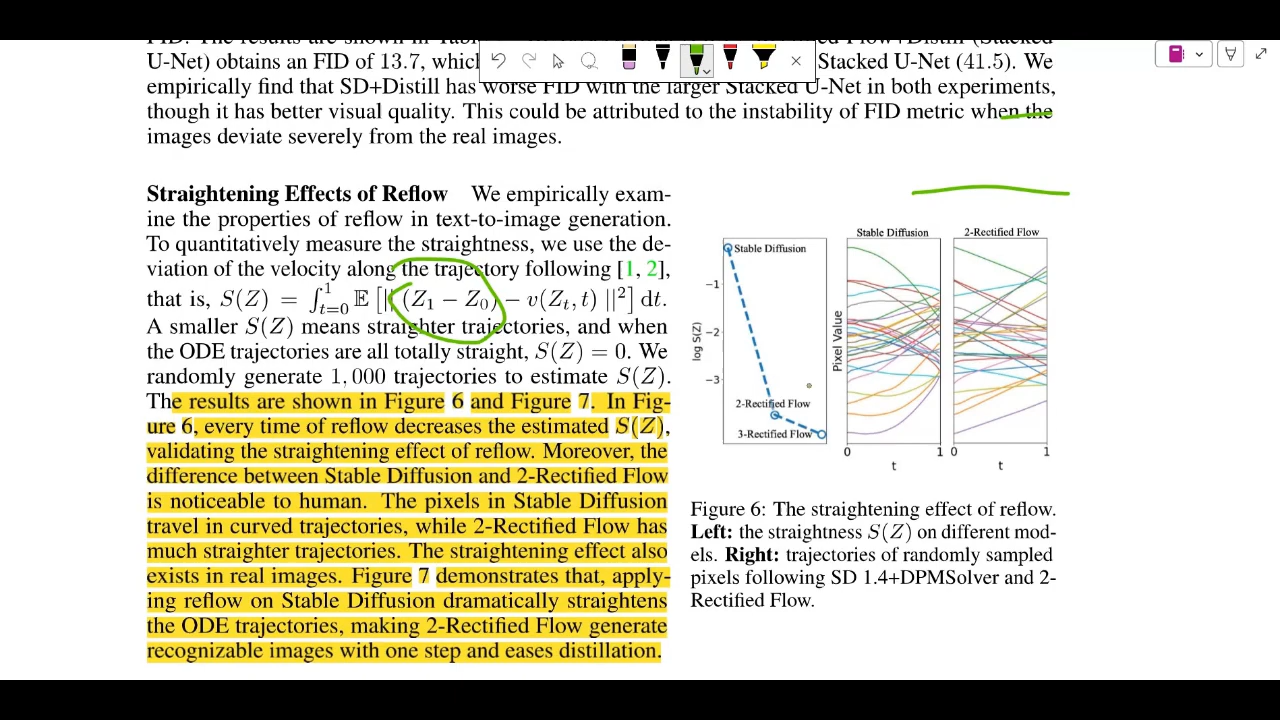 FID. The results are shown in Tab
U-Net) obtains an FID of 13.7, which
Stacked U-Net (41.5). We
empirically find that SD+Distill has worse FID with the larger Stacked U-Net in both experiments,
though it has better visual quality. This could be attributed to the instability of FID metric when the
images deviate severely from the real images.
Straightening Effects of Reflow We empirically exam-
ine the properties of reflow in text-to-image generation.
To quantitatively measure the straightness, we use the de-
viation of the velocity along the trajectory following [1, 2],
that is, S(Z) = ∫¹ₜ₌₀ 𝔼 [|| (Z₁ − Z₀) − v(Zₜ, t) ||²] dt.
A smaller S(Z) means straighter trajectories, and when
the ODE trajectories are all totally straight, S(Z) = 0. We
randomly generate 1,000 trajectories to estimate S(Z).
The results are shown in Figure 6 and Figure 7. In Fig-
ure 6, every time of reflow decreases the estimated S(Z),
validating the straightening effect of reflow. Moreover, the
difference between Stable Diffusion and 2-Rectified Flow
is noticeable to human. The pixels in Stable Diffusion
travel in curved trajectories, while 2-Rectified Flow has
much straighter trajectories. The straightening effect also
exists in real images. Figure 7 demonstrates that, apply-
ing reflow on Stable Diffusion dramatically straightens
the ODE trajectories, making 2-Rectified Flow generate
recognizable images with one step and eases distillation.
Stable Diffusion
2-Rectified Flow
Stable Diffusion
−1
−2
−3
log S(Z)
2-Rectified Flow
3-Rectified Flow
Pixel Value
0 1 0 1
t t
Figure 6: The straightening effect of reflow.
Left: the straightness S(Z) on different mod-
els. Right: trajectories of randomly sampled
pixels following SD 1.4+DPMSolver and 2-
Rectified Flow.